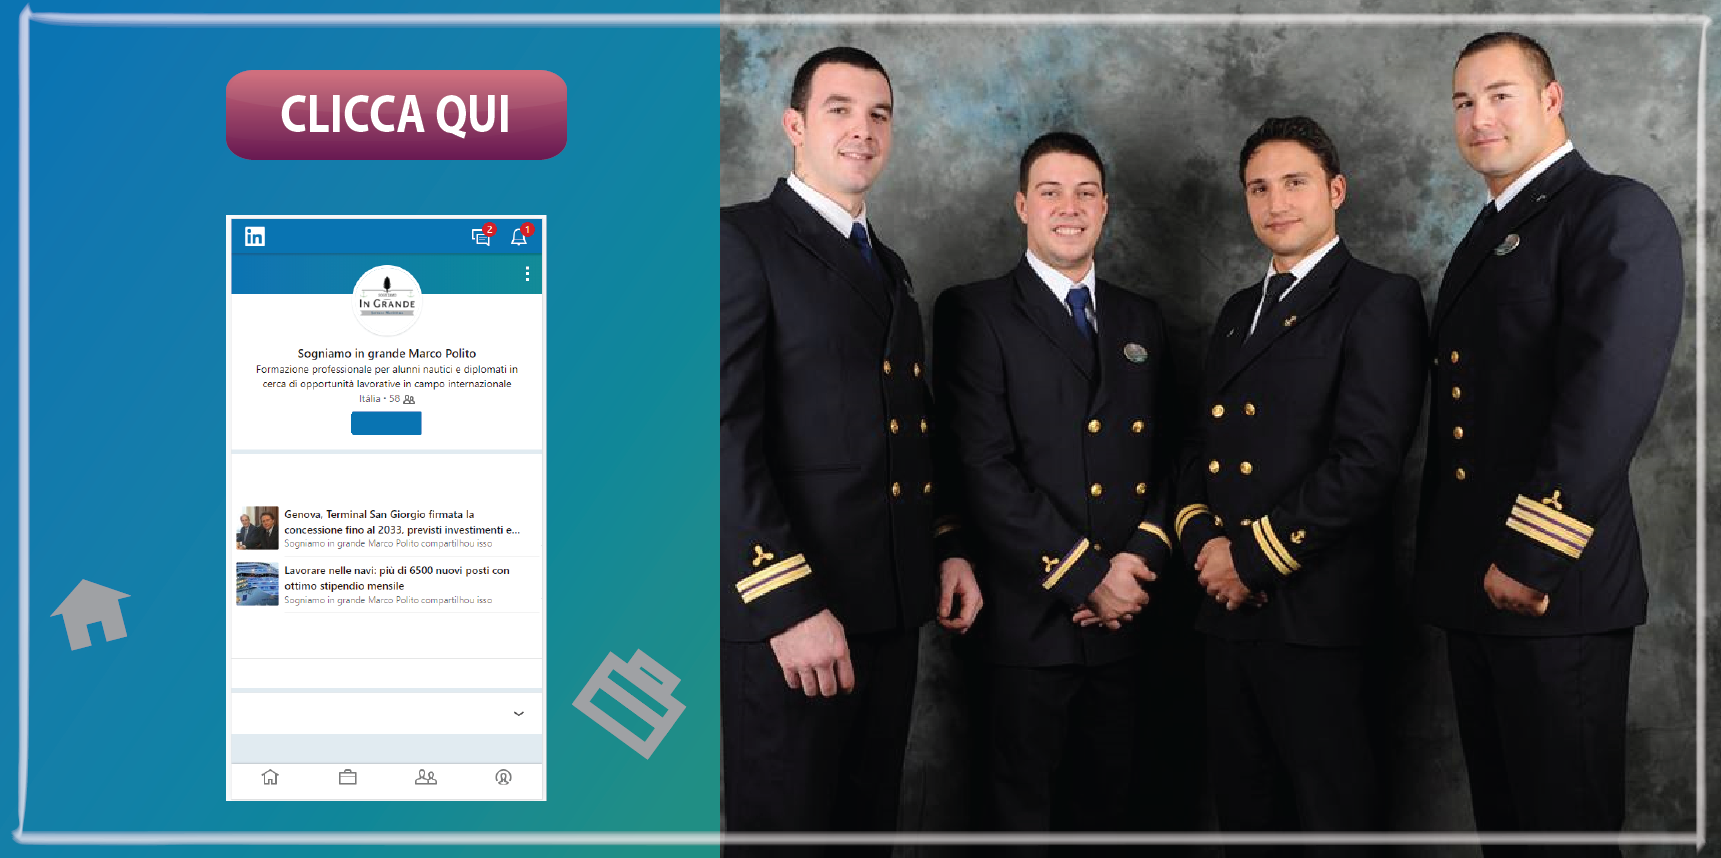 CLICCA QUI
in
2
1
IN GRANDE
Sogniamo in grande Marco Polito
Formazione professionale per alunni nautici e diplomati in
cerca di opportunità lavorative in campo internazionale
Itália • 58
Genova, Terminal San Giorgio firmata la
concessione fino al 2033, previsti investimenti e...
Sogniamo in grande Marco Polito compartilhou isso
Lavorare nelle navi: più di 6500 nuovi posti con
ottimo stipendio mensile
Sogniamo in grande Marco Polito compartilhou isso